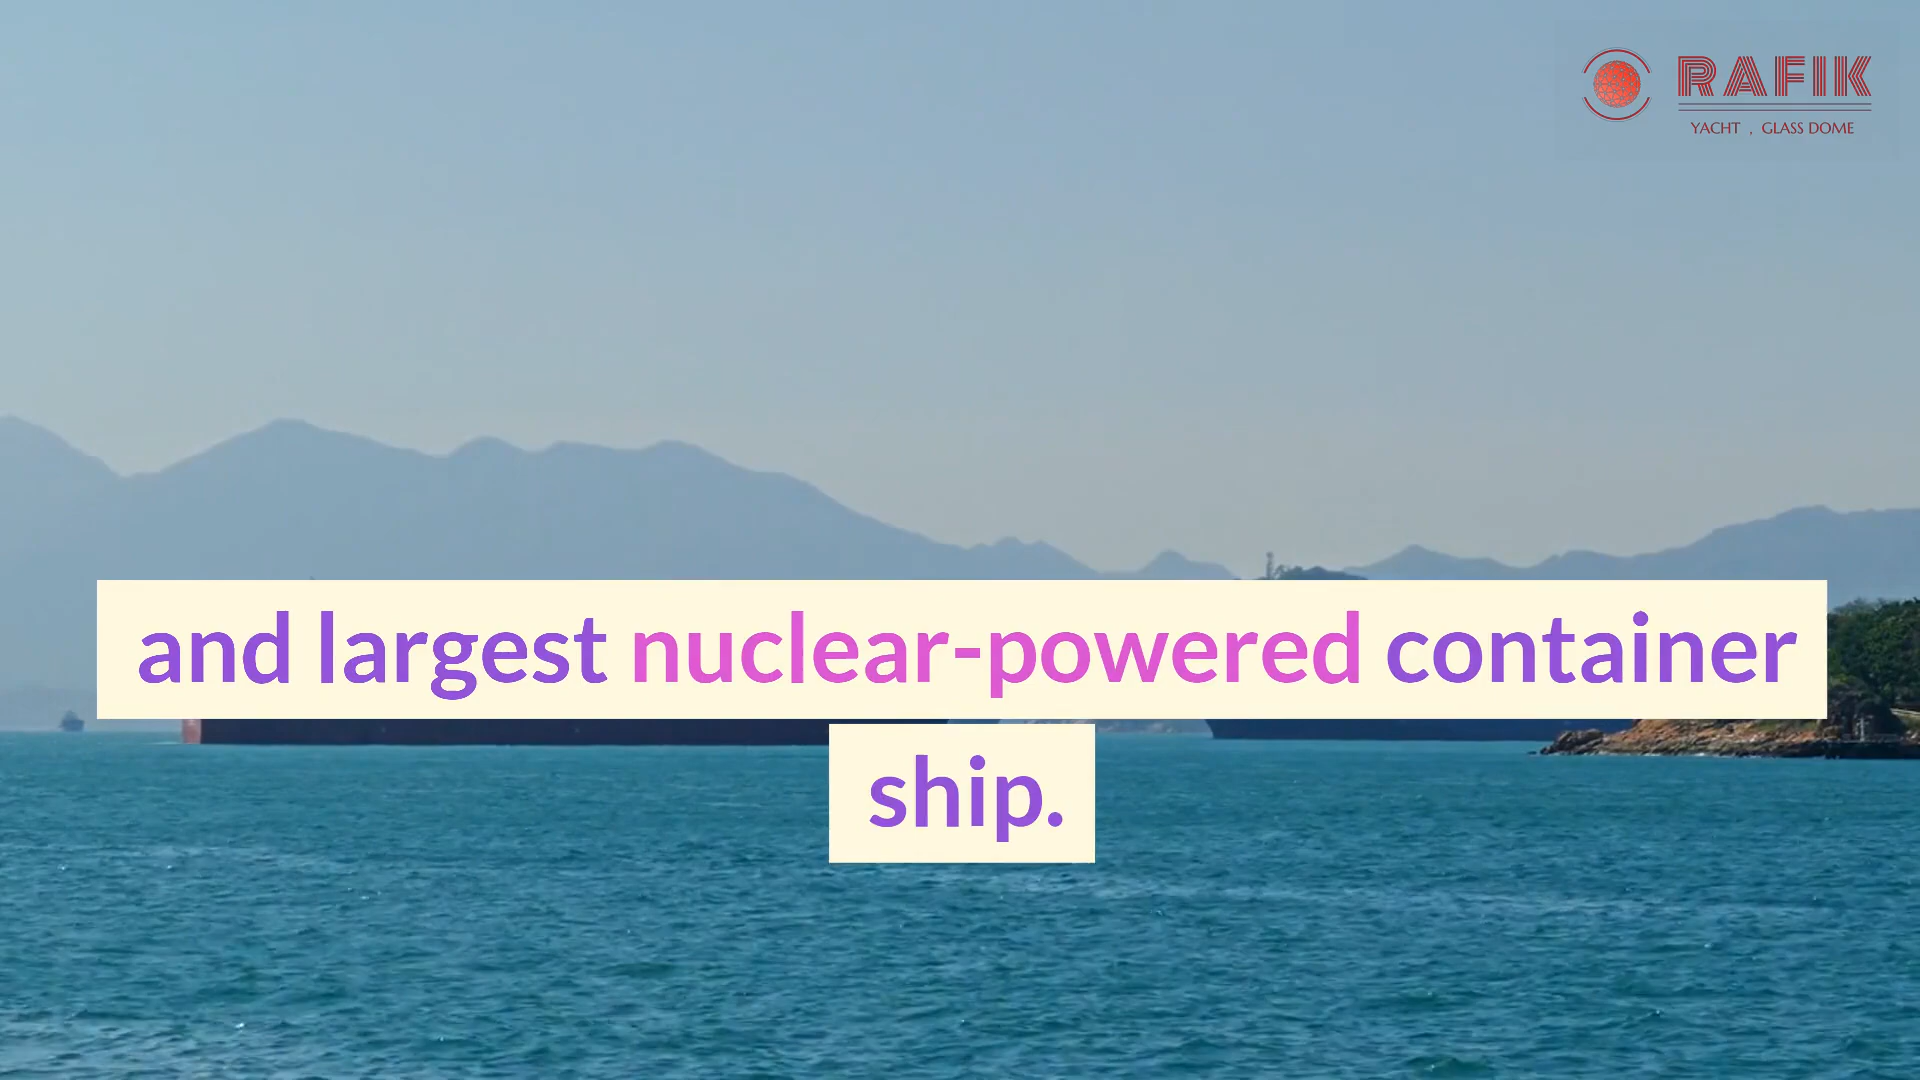 RAFIK
YACHT . GLASS DOME
and largest nuclear-powered container
ship.